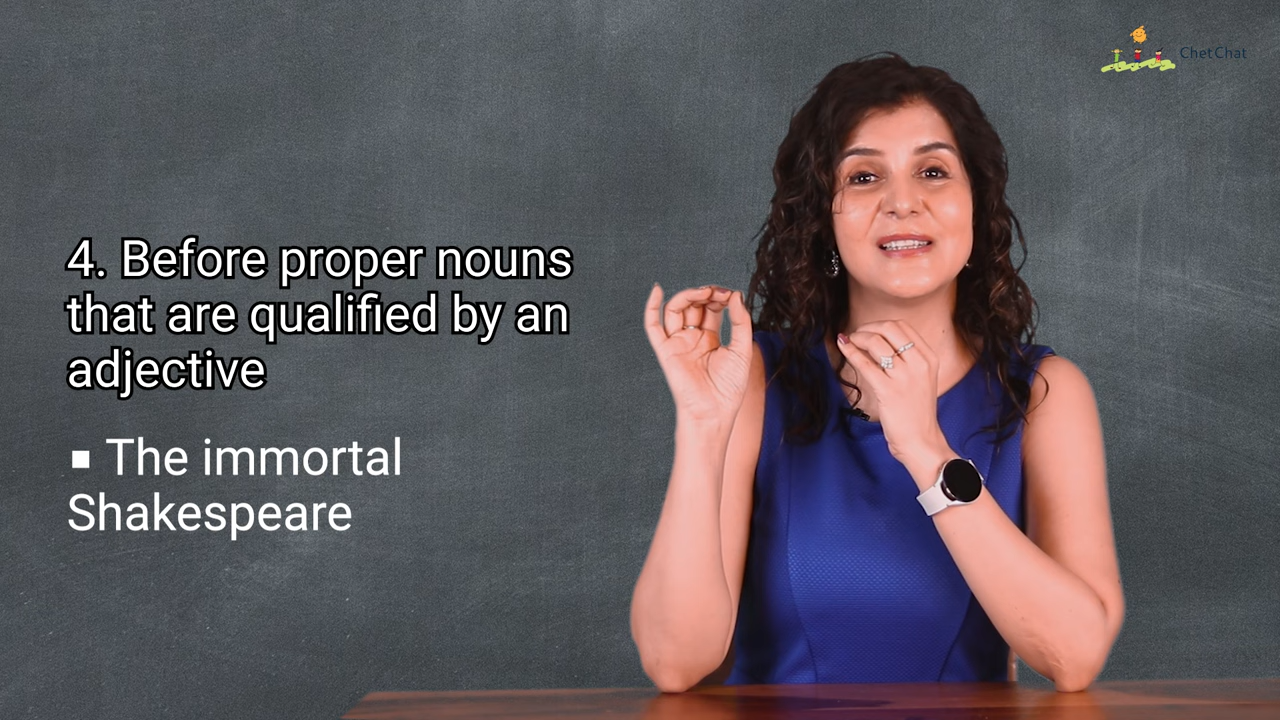 ChetChat
4. Before proper nouns
that are qualified by an
adjective
▪ The immortal
Shakespeare